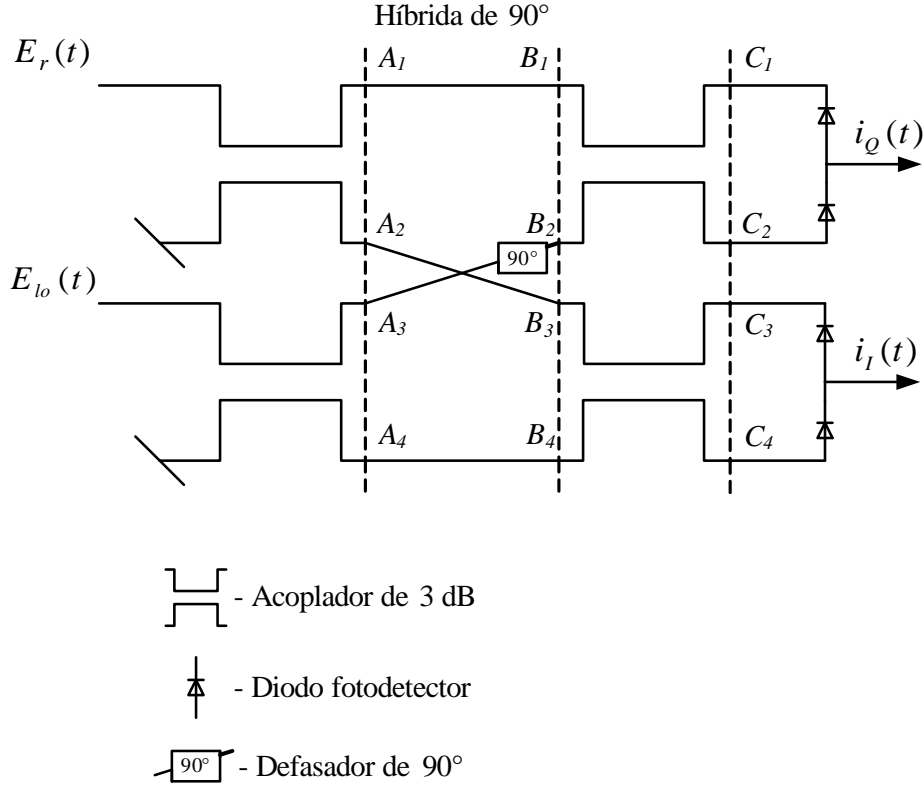 Híbrida de 90°
E_r(t)
A_1
B_1
C_1
i_Q(t)
A_2
B_2
C_2
90°
E_lo(t)
A_3
B_3
C_3
i_I(t)
A_4
B_4
C_4
- Acoplador de 3 dB
- Diodo fotodetector
90°
- Defasador de 90°